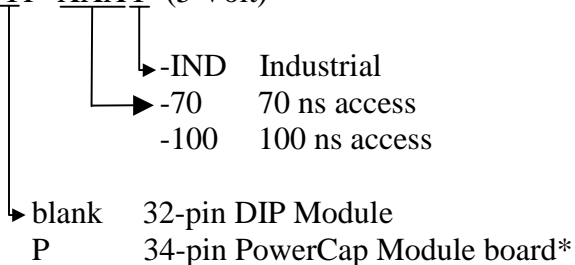 -IND Industrial
-70 70 ns access
-100 100 ns access
blank 32-pin DIP Module
P 34-pin PowerCap Module board*